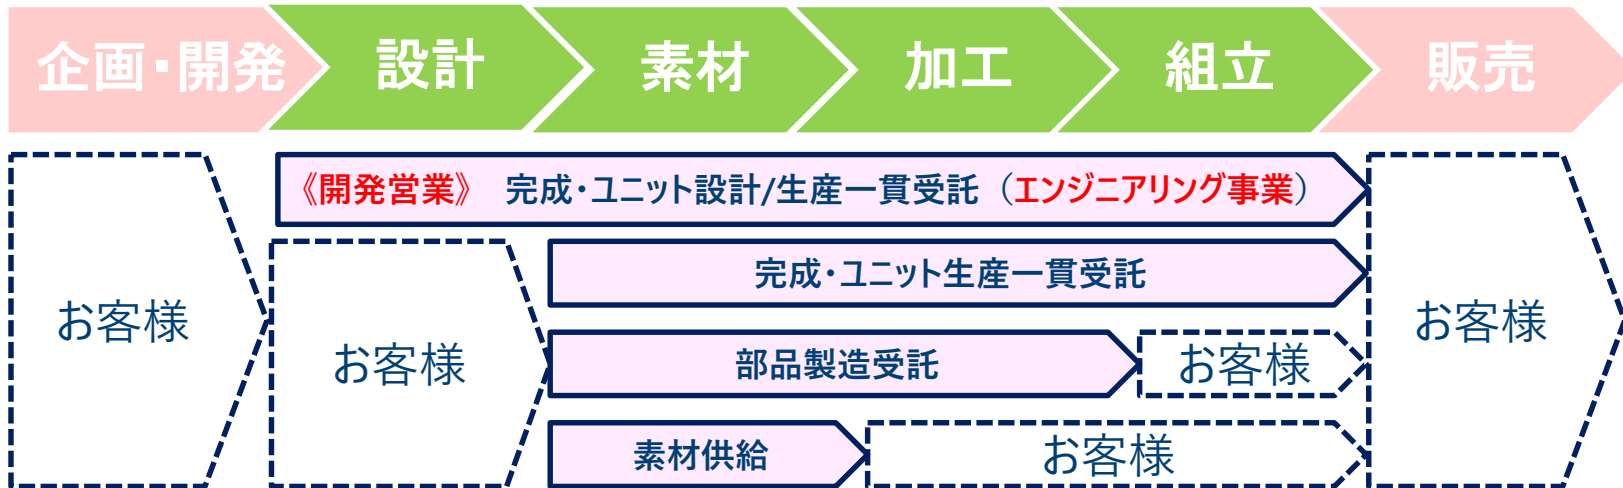 企画・開発
設計
素材
加工
組立
販売
《開発営業》 完成・ユニット設計/生産一貫受託（エンジニアリング事業）
完成・ユニット生産一貫受託
お客様
お客様
お客様
部品製造受託
お客様
素材供給
お客様